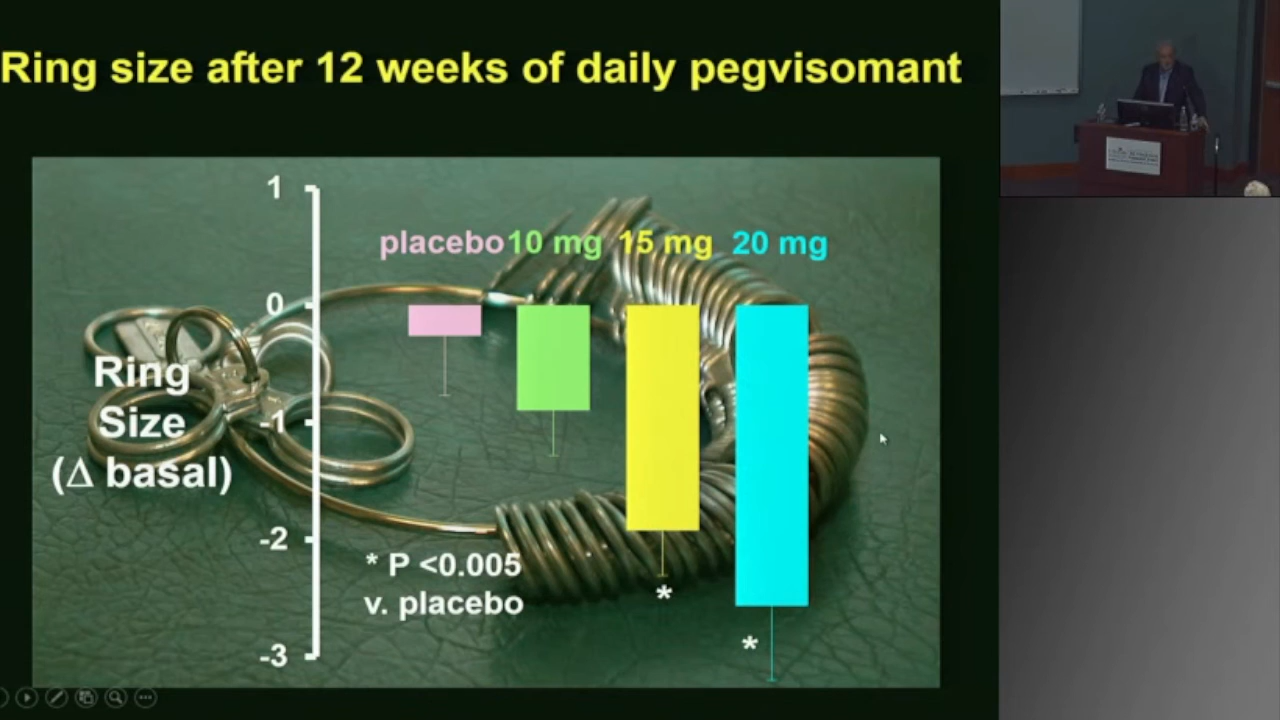 Ring size after 12 weeks of daily pegvisomant
1
placebo 10 mg 15 mg 20 mg
0
Ring
Size
(Δ basal)
-1
-2
* P <0.005
v. placebo
*
*
-3